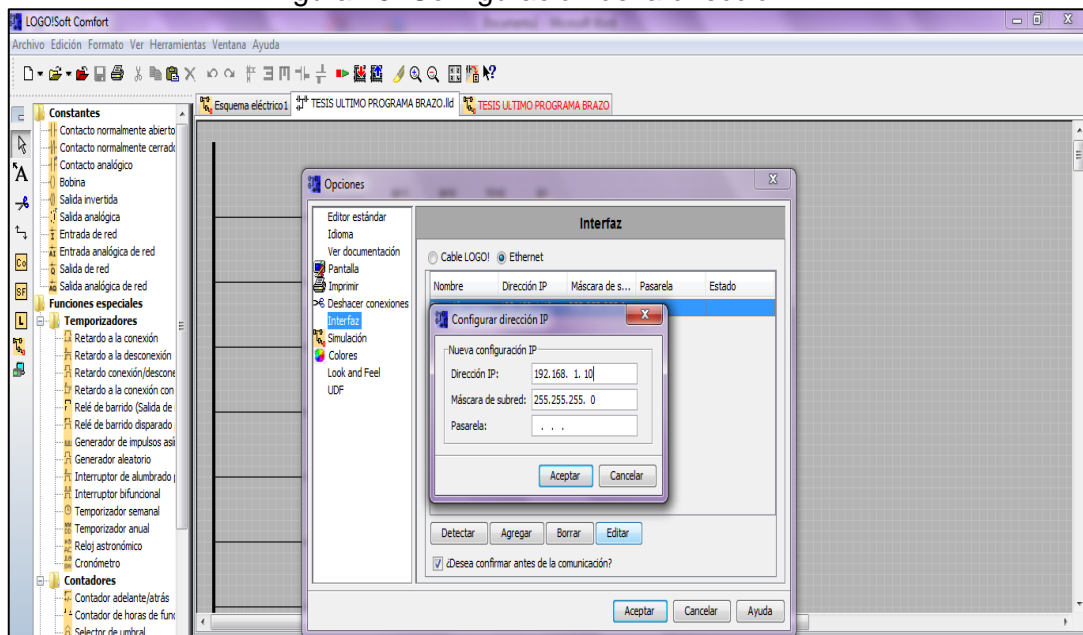 LOGO!Soft Comfort
Archivo Edición Formato Ver Herramientas Ventana Ayuda
Esquema eléctrico1
TESIS ULTIMO PROGRAMA BRAZO.lld
TESIS ULTIMO PROGRAMA BRAZO
Constantes
Contacto normalmente abierto
Contacto normalmente cerrado
Contacto analógico
Bobina
Salida invertida
Salida analógica
Entrada de red
Entrada analógica de red
Salida de red
Salida analógica de red
Funciones especiales
Temporizadores
Retardo a la conexión
Retardo a la desconexión
Retardo conexión/descone
Retardo a la conexión con
Relé de barrido (Salida de
Relé de barrido disparado
Generador de impulsos así
Generador aleatorio
Interruptor de alumbrado
Interruptor bifuncional
Temporizador semanal
Temporizador anual
Reloj astronómico
Cronómetro
Contadores
Contador adelante/atrás
Contador de horas de func
Selector de umbral
Opciones
Editor estándar
Idioma
Ver documentación
Pantalla
Imprimir
Deshacer conexiones
Interfaz
Simulación
Colores
Look and Feel
UDF
Interfaz
Cable LOGO! Ethernet
Nombre Dirección IP Máscara de s... Pasarela Estado
Configurar dirección IP
Nueva configuración IP
Dirección IP: 192.168. 1. 10
Máscara de subred: 255.255.255. 0
Pasarela: . . .
Aceptar Cancelar
Detectar Agregar Borrar Editar
¿Desea confirmar antes de la comunicación?
Aceptar Cancelar Ayuda